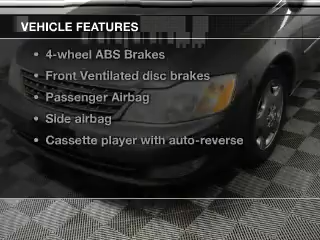 VEHICLE FEATURES
• 4-wheel ABS Brakes
• Front Ventilated disc brakes
• Passenger Airbag
• Side airbag
• Cassette player with auto-reverse